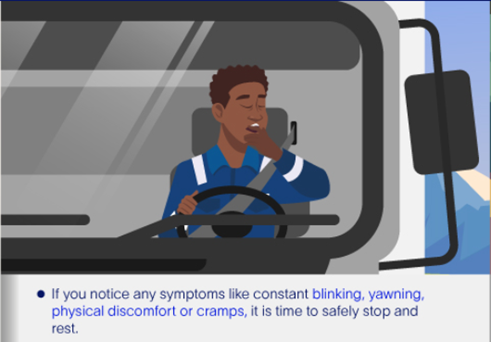 ● If you notice any symptoms like constant blinking, yawning,
physical discomfort or cramps, it is time to safely stop and
rest.